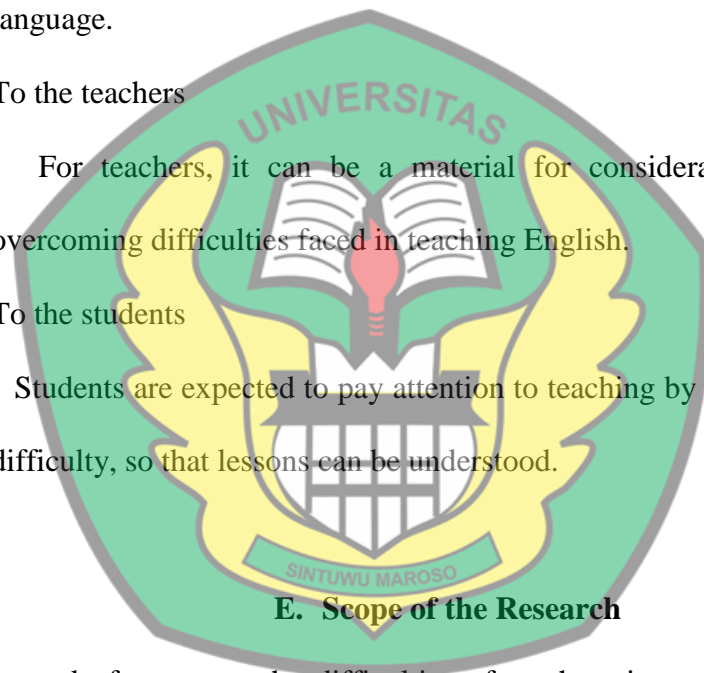 language.
To the teachers
UNIVERSITAS
For teachers, it can be a material for
overcoming difficulties faced in teaching English.
To the students
Students are expected to pay attention to teaching by
difficulty, so that lessons can be understood.
SINTUWU MAROSO
E. Scope of the Research